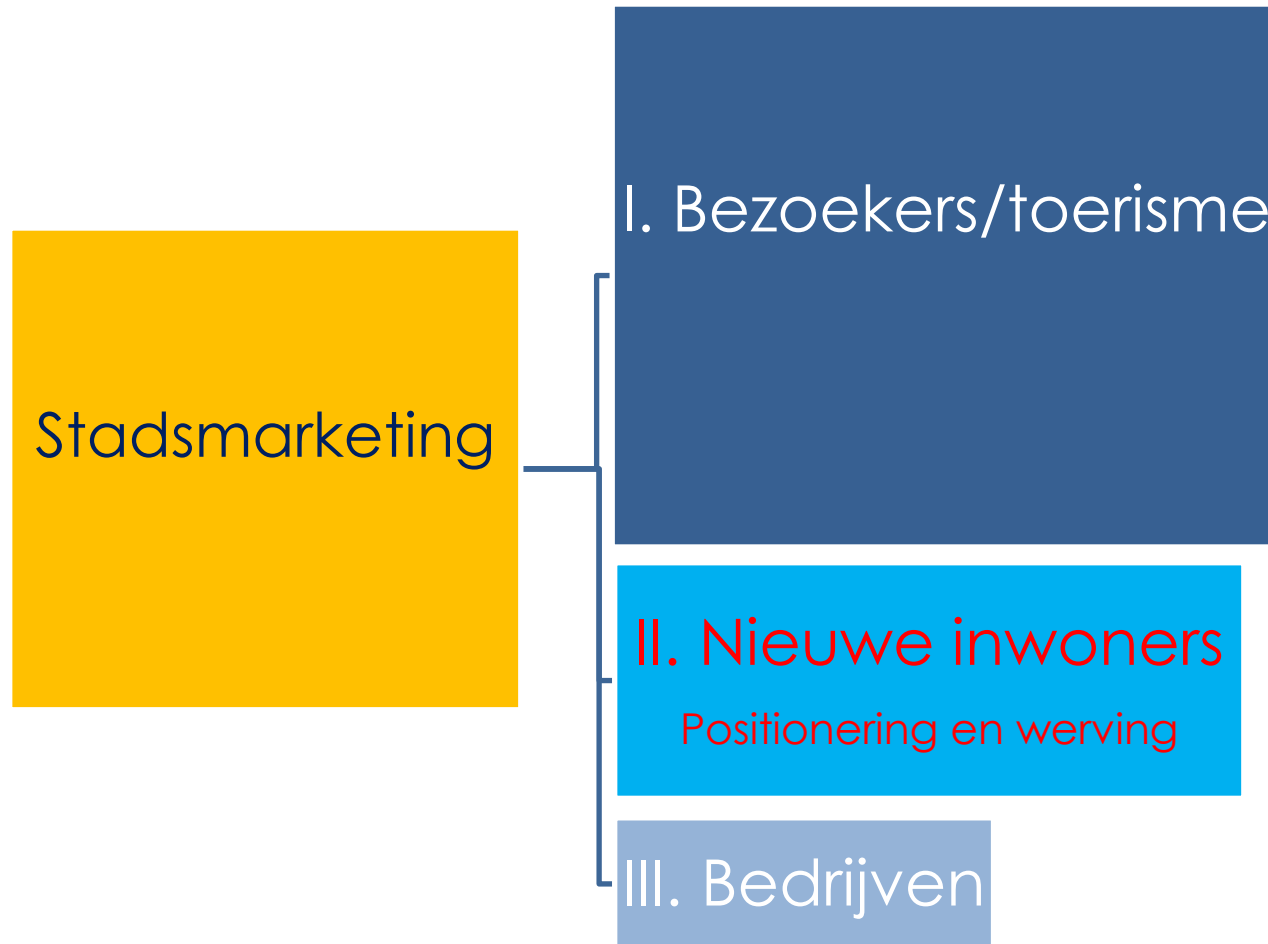 Stadsmarketing
I. Bezoekers/toerisme
II. Nieuwe inwoners
Positionering en werving
III. Bedrijven